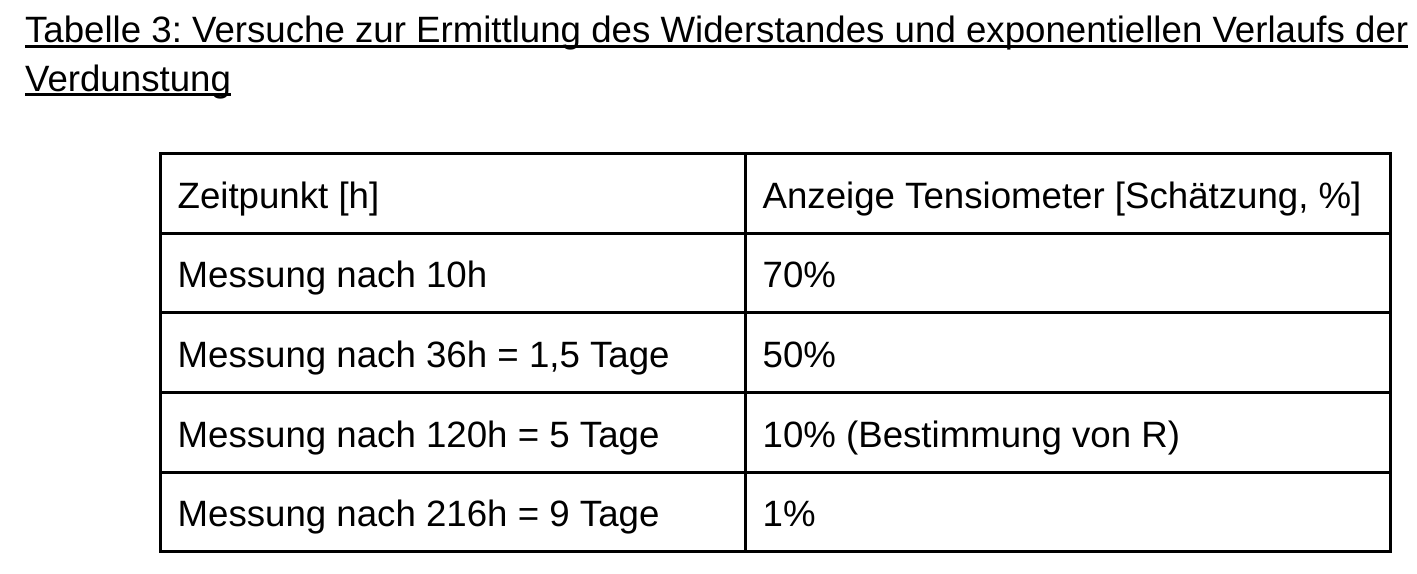 Tabelle 3: Versuche zur Ermittlung des Widerstandes und exponentiellen Verlaufs der
Verdunstung
Zeitpunkt [h] Anzeige Tensiometer [Schätzung, %]
Messung nach 10h 70%
Messung nach 36h = 1,5 Tage 50%
Messung nach 120h = 5 Tage 10% (Bestimmung von R)
Messung nach 216h = 9 Tage 1%